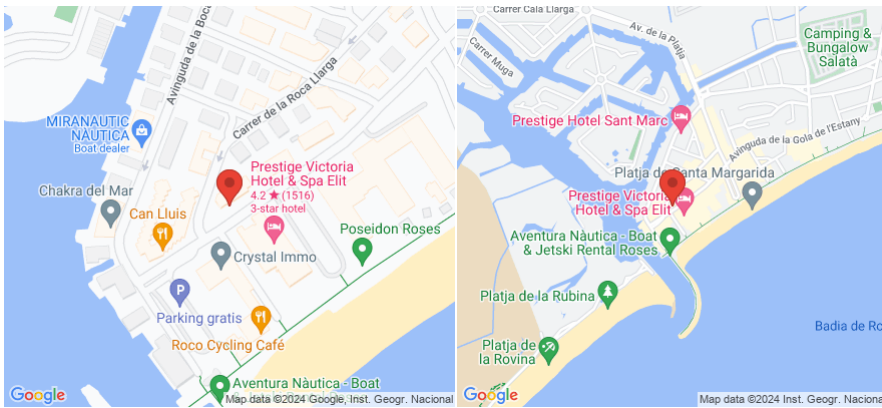 Avinguda de la Boca
Carrer de la Roca Llarga
MIRANAUTIC
NÀUTICA
Boat dealer
Prestige Victoria
Hotel & Spa Elit
4.2 ★ (1516)
3-star hotel
Chakra del Mar
Can Lluis
Poseidon Roses
Crystal Immo
P
Parking gratis
Roco Cycling Café
Aventura Nàutica - Boat
Google
Map data ©2024 Google, Inst. Geogr. Nacional
Carrer Cala Llarga
Av. de la Platja
Carrer Muga
Camping &
Bungalow
Salatà
Prestige Hotel Sant Marc
Avinguda de la Gola de l'Estany
Platja de Santa Margarida
Prestige Victoria
Hotel & Spa Elit
Aventura Nàutica - Boat
& Jetski Rental Roses
Platja de la Rubina
Badia de Ro
Platja de
la Rovina
Google
Map data ©2024 Inst. Geogr. Nacional